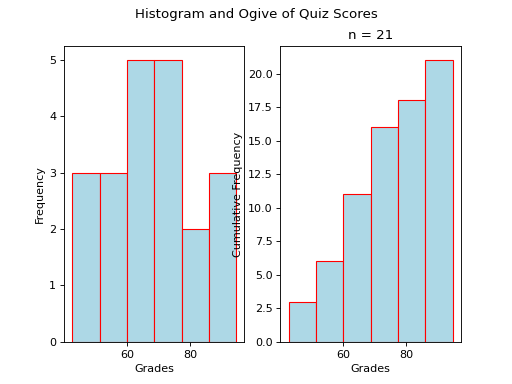 Histogram and Ogive of Quiz Scores
n = 21
5
4
3
2
1
0
Frequency
60 80
Grades
20.0
17.5
15.0
12.5
10.0
7.5
5.0
2.5
0.0
Cumulative Frequency
60 80
Grades